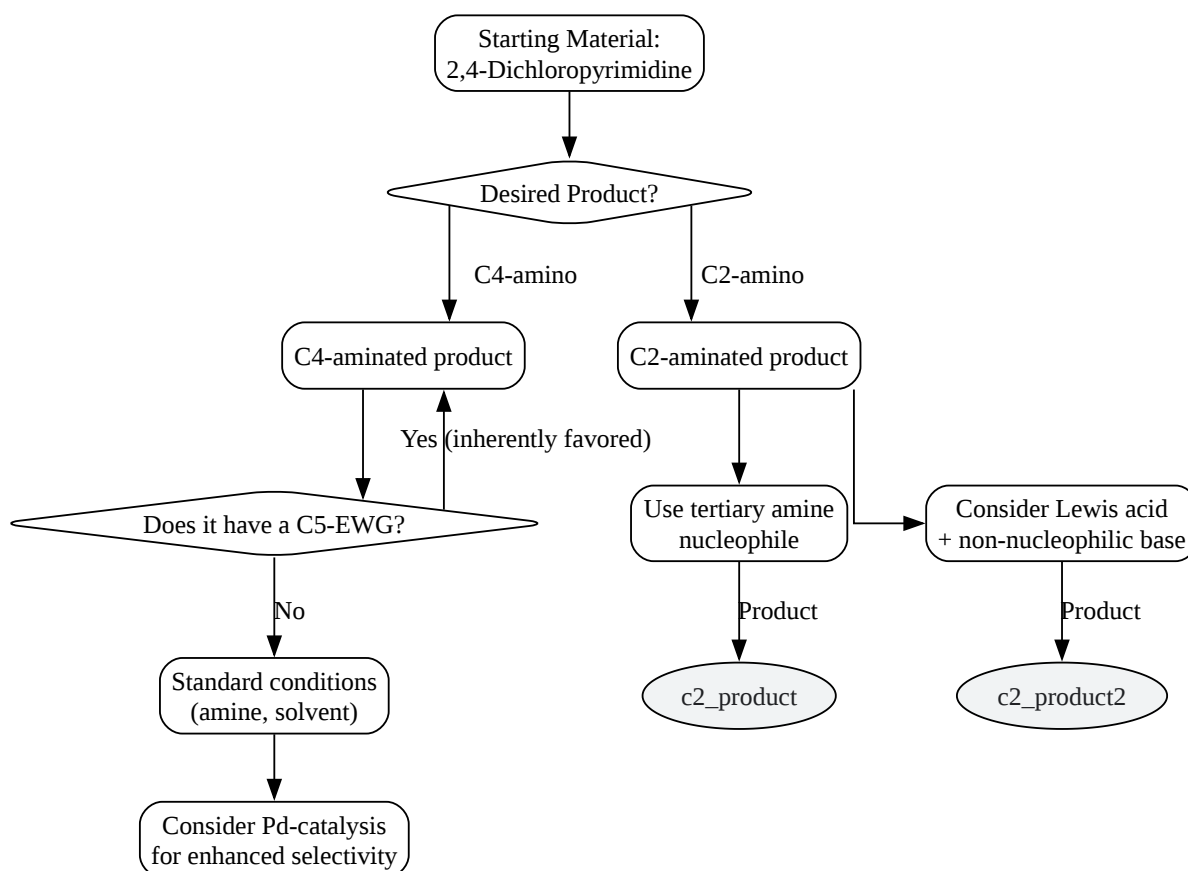 Starting Material:
2,4-Dichloropyrimidine
Desired Product?
C4-amino
C2-amino
C4-aminated product
C2-aminated product
Yes (inherently favored)
Does it have a C5-EWG?
Use tertiary amine
nucleophile
Consider Lewis acid
+ non-nucleophilic base
No
Product
Product
Standard conditions
(amine, solvent)
c2_product
c2_product2
Consider Pd-catalysis
for enhanced selectivity